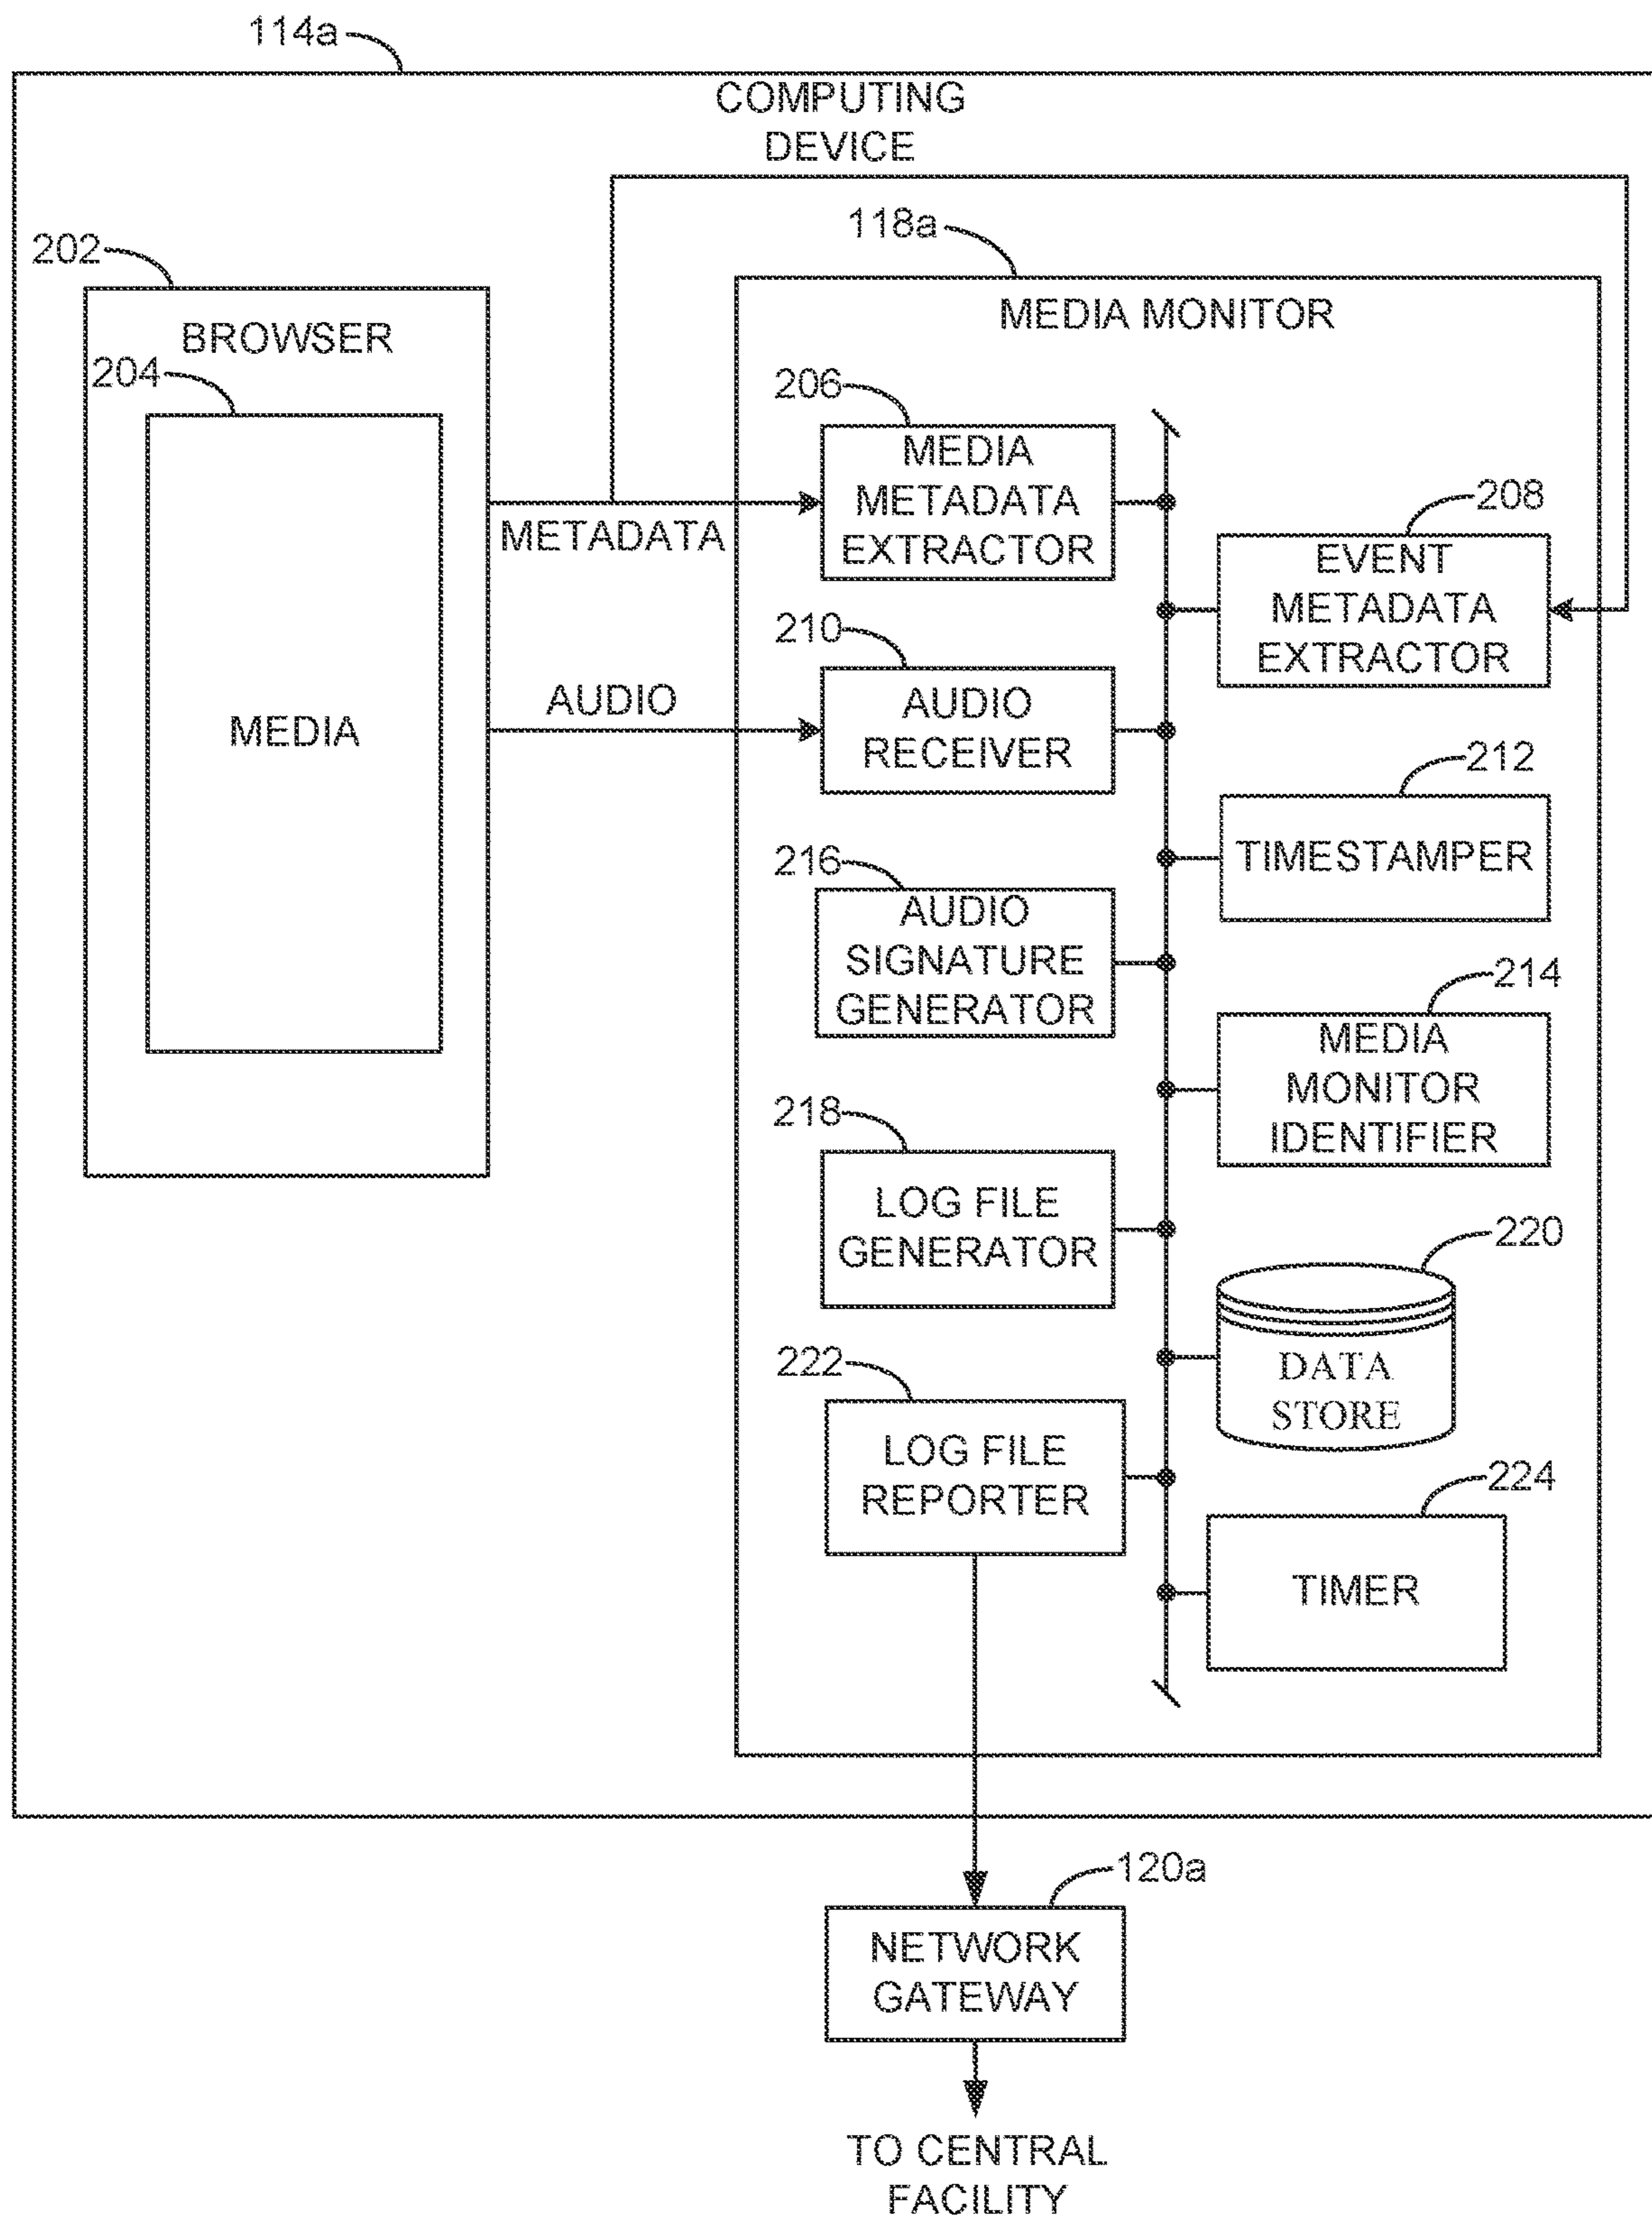 114a
COMPUTING
DEVICE
118a
202
BROWSER
204
MEDIA
METADATA
AUDIO
MEDIA MONITOR
206
MEDIA
METADATA
EXTRACTOR
208
EVENT
METADATA
EXTRACTOR
210
AUDIO
RECEIVER
212
TIMESTAMPER
216
AUDIO
SIGNATURE
GENERATOR
214
MEDIA
MONITOR
IDENTIFIER
218
LOG FILE
GENERATOR
220
DATA
STORE
222
LOG FILE
REPORTER
224
TIMER
120a
NETWORK
GATEWAY
TO CENTRAL
FACILITY